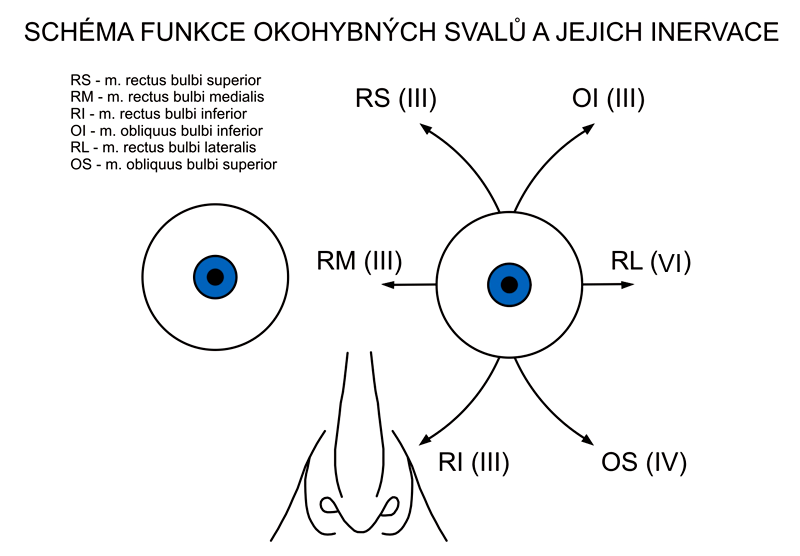 SCHÉMA FUNKCE OKOHYBNÝCH SVALŮ A JEJICH INERVACE
RS - m. rectus bulbi superior
RM - m. rectus bulbi medialis
RI - m. rectus bulbi inferior
OI - m. obliquus bulbi inferior
RL - m. rectus bulbi lateralis
OS - m. obliquus bulbi superior
RS (III)
OI (III)
RM (III)
RL (VI)
RI (III)
OS (IV)